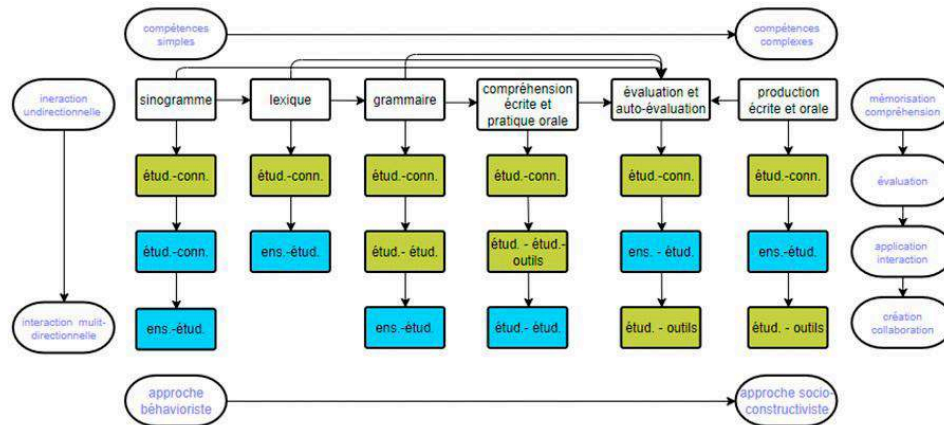 compétences
simples
compétences
complexes
ineraction
undirectionnelle
sinogramme
lexique
grammaire
compréhension
écrite et
pratique orale
évaluation et
auto-évaluation
production
écrite et orale
mémorisation
compréhension
étud.-conn.
étud.-conn.
étud.-conn.
étud.-conn.
étud.-conn.
étud.-conn.
évaluation
étud.-conn.
ens.-étud.
étud.- étud.
étud. - étud.-
outils
ens. - étud.
ens.-étud.
application
interaction
interaction mulit-
directionnelle
ens.-étud.
ens.-étud.
étud.- étud.
étud. - outils
étud. - outils
création
collaboration
approche
béhavioriste
approche socio-
constructiviste